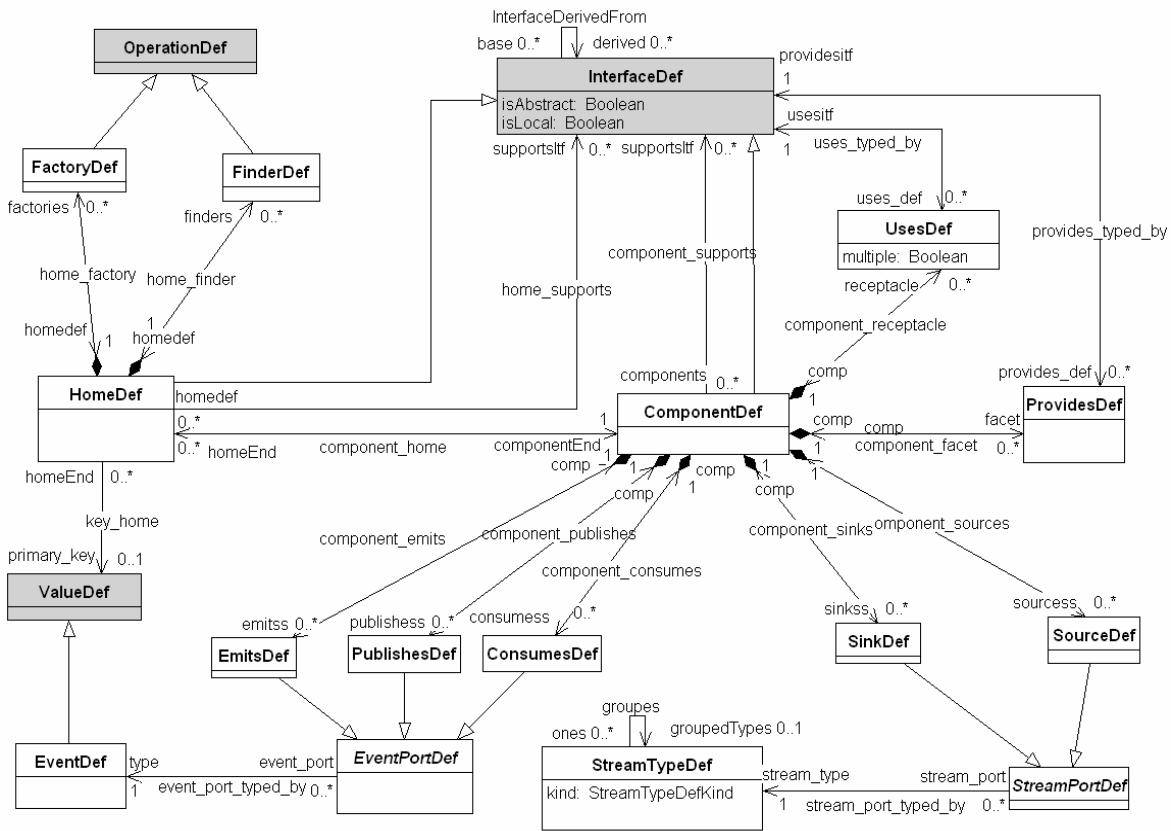 InterfaceDerivedFrom
base 0..* derived 0..*
OperationDef
providesitf
InterfaceDef
1
isAbstract: Boolean
isLocal: Boolean
usesitf
supportsItf 0..* supportsItf 0..*
1 uses_typed_by
FactoryDef
FinderDef
factories 0..*
finders 0..*
uses_def 0..*
UsesDef
multiple: Boolean
provides_typed_by
component_supports
home_factory
home_finder
home_supports
receptacle 0..*
component_receptacle
homedef 1
1
homedef
components 0..*
comp
1
provides_def 0..*
HomeDef
homedef
ComponentDef
ProvidesDef
0..*
0..* homeEnd
component_home
1
componentEnd
comp
comp
facet
component_facet
0..*
homeEnd 0..*
comp 1
1
comp
comp
1
1
comp
1
1
key_home
primary_key 0..1
component_emits
component_publishes
component_consumes
component_sinks
omponent_sources
ValueDef
emitss 0..*
publishess 0..*
consumess 0..*
sinkss 0..*
sourcess 0..*
EmitsDef
PublishesDef
ConsumesDef
SinkDef
SourceDef
groupes
ones 0..*
groupedTypes 0..1
EventDef
type
1
event_port
event_port_typed_by 0..*
EventPortDef
StreamTypeDef
kind: StreamTypeDefKind
stream_type
1
stream_port
stream_port_typed_by 0..*
StreamPortDef